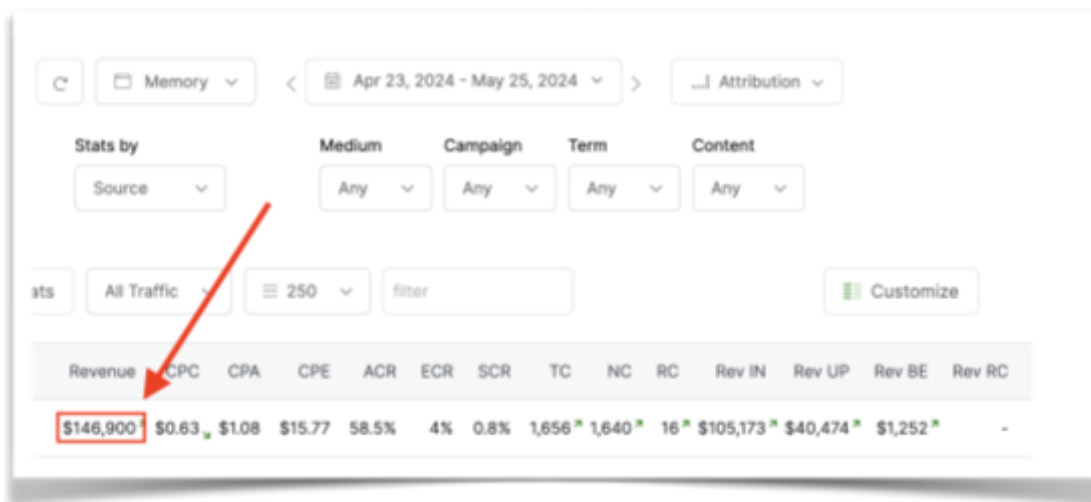 Memory Apr 23, 2024 - May 25, 2024 ...l Attribution
Stats by Medium Campaign Term Content
Source Any Any Any Any
ats All Traffic 250 filter Customize
Revenue CPC CPA CPE ACR ECR SCR TC NC RC Rev IN Rev UP Rev BE Rev RC
$146,900 $0.63 $1.08 $15.77 58.5% 4% 0.8% 1,656 1,640 16 $105,173 $40,474 $1,252 -